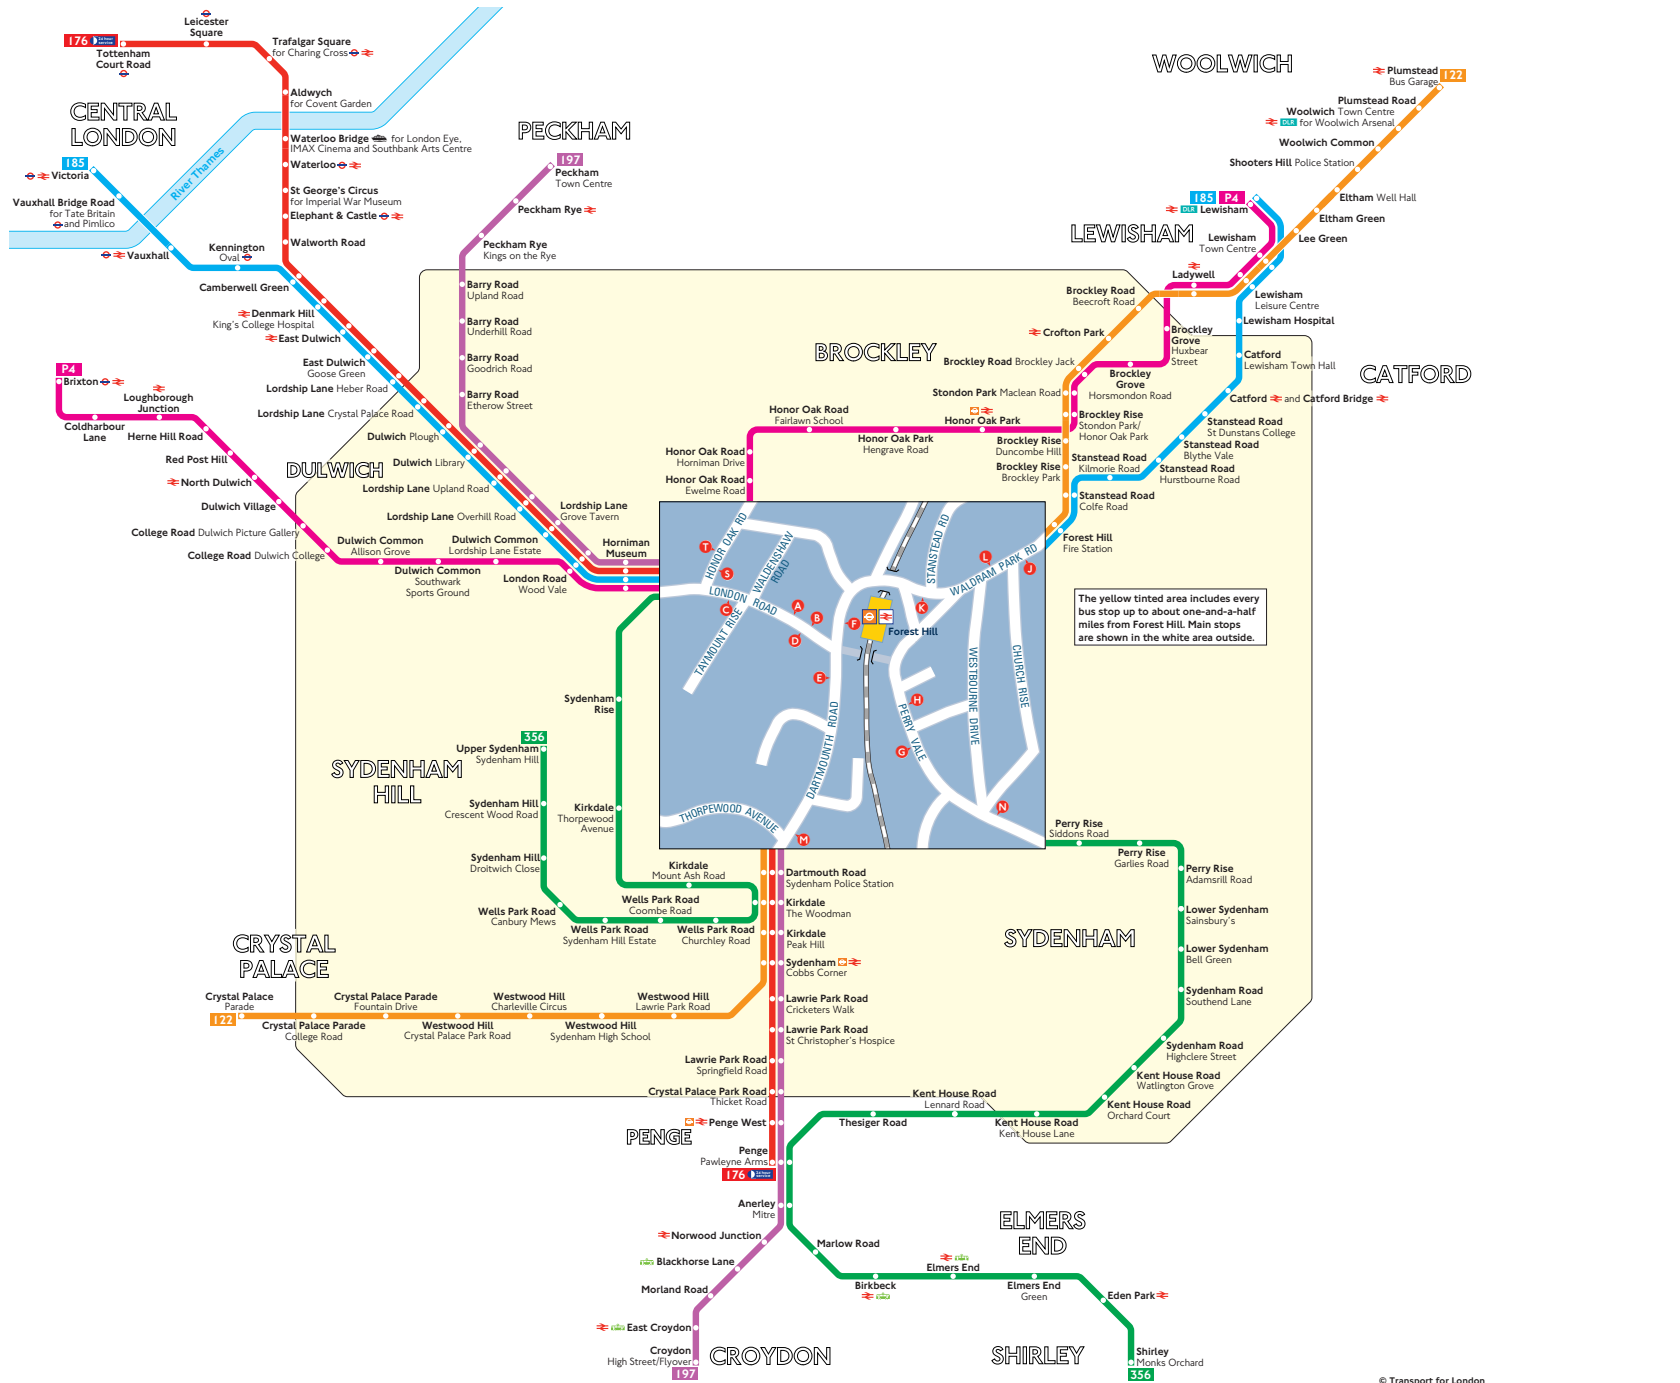 176
24 hour
service
Tottenham
Court Road
Leicester
Square
Trafalgar Square
for Charing Cross
Aldwych
for Covent Garden
Waterloo Bridge for London Eye,
IMAX Cinema and Southbank Arts Centre
Waterloo
St George's Circus
for Imperial War Museum
Elephant & Castle
Walworth Road
CENTRAL
LONDON
River Thames
185
Victoria
Vauxhall Bridge Road
for Tate Britain
and Pimlico
Vauxhall
Kennington
Oval
Camberwell Green
Denmark Hill
King's College Hospital
East Dulwich
East Dulwich
Goose Green
Lordship Lane Heber Road
Lordship Lane Crystal Palace Road
Dulwich Plough
Dulwich Library
Lordship Lane Upland Road
Lordship Lane Overhill Road
PECKHAM
197
Peckham
Town Centre
Peckham Rye
Peckham Rye
Kings on the Rye
Barry Road
Upland Road
Barry Road
Underhill Road
Barry Road
Goodrich Road
Barry Road
Etherow Street
Lordship Lane
Grove Tavern
Horniman
Museum
P4
Brixton
Loughborough
Junction
Coldharbour
Lane
Herne Hill Road
Red Post Hill
North Dulwich
Dulwich Village
College Road Dulwich Picture Gallery
College Road Dulwich College
DULWICH
Dulwich Common
Allison Grove
Dulwich Common
Southwark
Sports Ground
Dulwich Common
Lordship Lane Estate
London Road
Wood Vale
WOOLWICH
122
Plumstead
Bus Garage
Plumstead Road
Woolwich Town Centre
DLR for Woolwich Arsenal
Woolwich Common
Shooters Hill Police Station
Eltham Well Hall
Eltham Green
Lee Green
185 P4
DLR Lewisham
LEWISHAM
Lewisham
Town Centre
Ladywell
Lewisham
Leisure Centre
Lewisham Hospital
Catford
Lewisham Town Hall
CATFORD
Catford and Catford Bridge
Stanstead Road
St Dunstans College
Stanstead Road
Blythe Vale
Stanstead Road
Hurstbourne Road
Stanstead Road
Kilmorie Road
Stanstead Road
Colfe Road
Forest Hill
Fire Station
Brockley Road
Beecroft Road
Crofton Park
BROCKLEY
Brockley Road Brockley Jack
Stondon Park Maclean Road
Brockley
Grove
Huxbear
Street
Brockley
Grove
Horsmondon Road
Brockley Rise
Stondon Park/
Honor Oak Park
Brockley Rise
Duncombe Hill
Brockley Rise
Brockley Park
Honor Oak Road
Fairlawn School
Honor Oak Park
Honor Oak Park
Hengrave Road
Honor Oak Road
Horniman Drive
Honor Oak Road
Ewelme Road
HONOR OAK RD
WALDENSHAW
ROAD
LONDON ROAD
TAYMOUNT RISE
STANSTEAD RD
WALDRAM PARK RD
WESTBOURNE DRIVE
CHURCH RISE
PERRY VALE
DARTMOUTH ROAD
THORPEWOOD AVENUE
Forest Hill
T
S
C
A
B
D
F
E
K
L
J
H
G
N
M
The yellow tinted area includes every
bus stop up to about one-and-a-half
miles from Forest Hill. Main stops
are shown in the white area outside.
Sydenham
Rise
Kirkdale
Thorpewood
Avenue
Kirkdale
Mount Ash Road
356
Upper Sydenham
Sydenham Hill
SYDENHAM
HILL
Sydenham Hill
Crescent Wood Road
Sydenham Hill
Droitwich Close
Wells Park Road
Canbury Mews
Wells Park Road
Sydenham Hill Estate
Wells Park Road
Coombe Road
Wells Park Road
Churchley Road
Dartmouth Road
Sydenham Police Station
Kirkdale
The Woodman
Kirkdale
Peak Hill
Sydenham
Cobbs Corner
Lawrie Park Road
Cricketers Walk
Lawrie Park Road
St Christopher's Hospice
Lawrie Park Road
Springfield Road
Crystal Palace Park Road
Thicket Road
CRYSTAL
PALACE
Crystal Palace
Parade
122
Crystal Palace Parade
College Road
Crystal Palace Parade
Fountain Drive
Westwood Hill
Crystal Palace Park Road
Westwood Hill
Charleville Circus
Westwood Hill
Sydenham High School
Westwood Hill
Lawrie Park Road
PENGE
Penge West
Penge
Pawleyne Arms
176
24 hour
service
Anerley
Mitre
Norwood Junction
Blackhorse Lane
Morland Road
East Croydon
Croydon
High Street/Flyover
197
CROYDON
Perry Rise
Siddons Road
Perry Rise
Garlies Road
Perry Rise
Adamsrill Road
SYDENHAM
Lower Sydenham
Sainsbury's
Lower Sydenham
Bell Green
Sydenham Road
Southend Lane
Sydenham Road
Highclere Street
Kent House Road
Watlington Grove
Kent House Road
Orchard Court
Kent House Road
Kent House Lane
Kent House Road
Lennard Road
Thesiger Road
Marlow Road
Birkbeck
Elmers End
ELMERS
END
Elmers End
Green
Eden Park
SHIRLEY
Shirley
Monks Orchard
356
© Transport for London